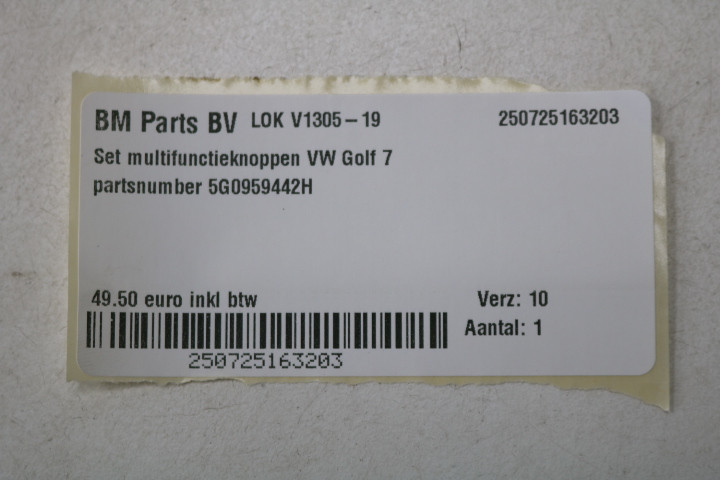 BM Parts BV LOK V1305-19 250725163203
Set multifunctieknoppen VW Golf 7
partsnumber 5G0959442H
49.50 euro inkl btw Verz: 10
Aantal: 1
250725163203